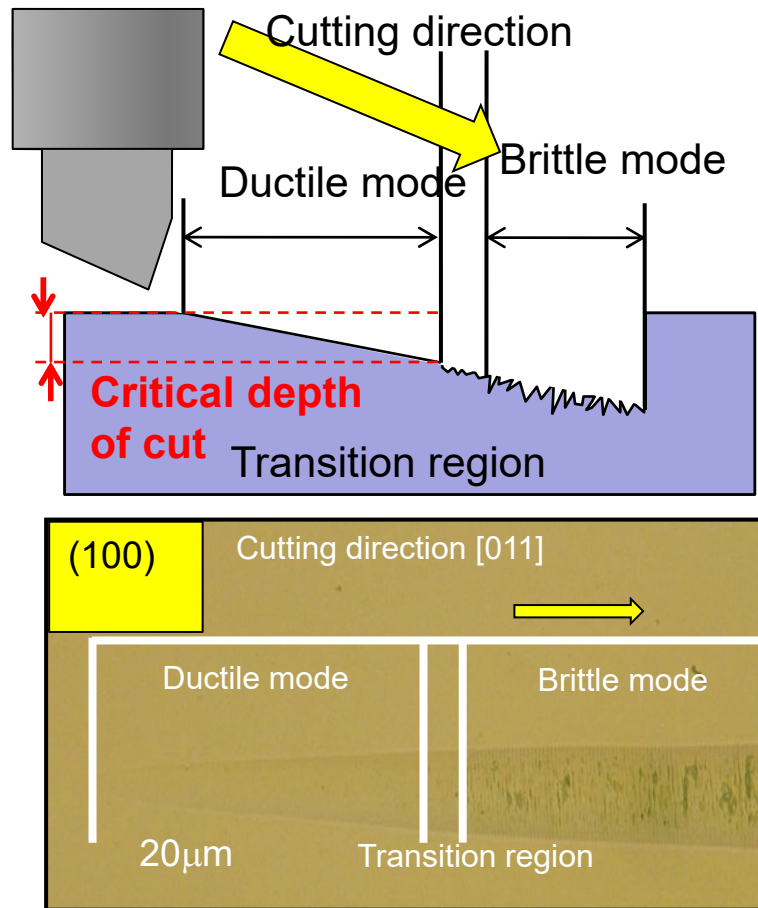 Cutting direction
Ductile mode
Brittle mode
Critical depth
of cut
Transition region
(100)
Cutting direction [011]
Ductile mode
Brittle mode
20μm
Transition region